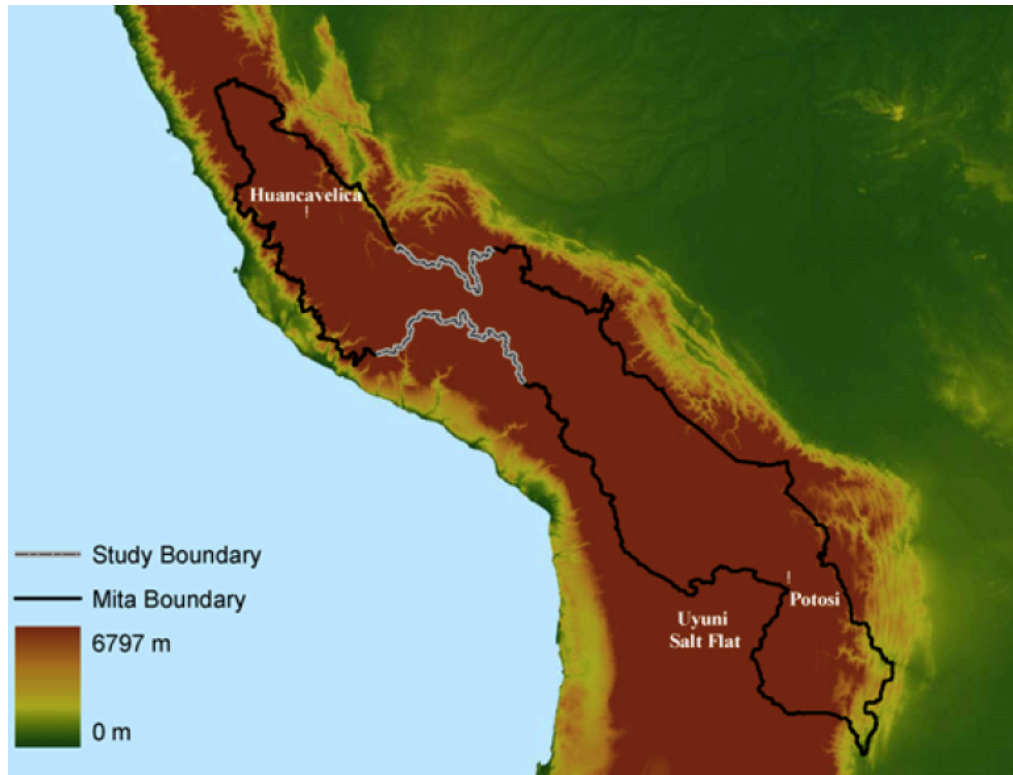 Huancavelica
Study Boundary
Mita Boundary
6797 m
0 m
Potosi
Uyuni
Salt Flat